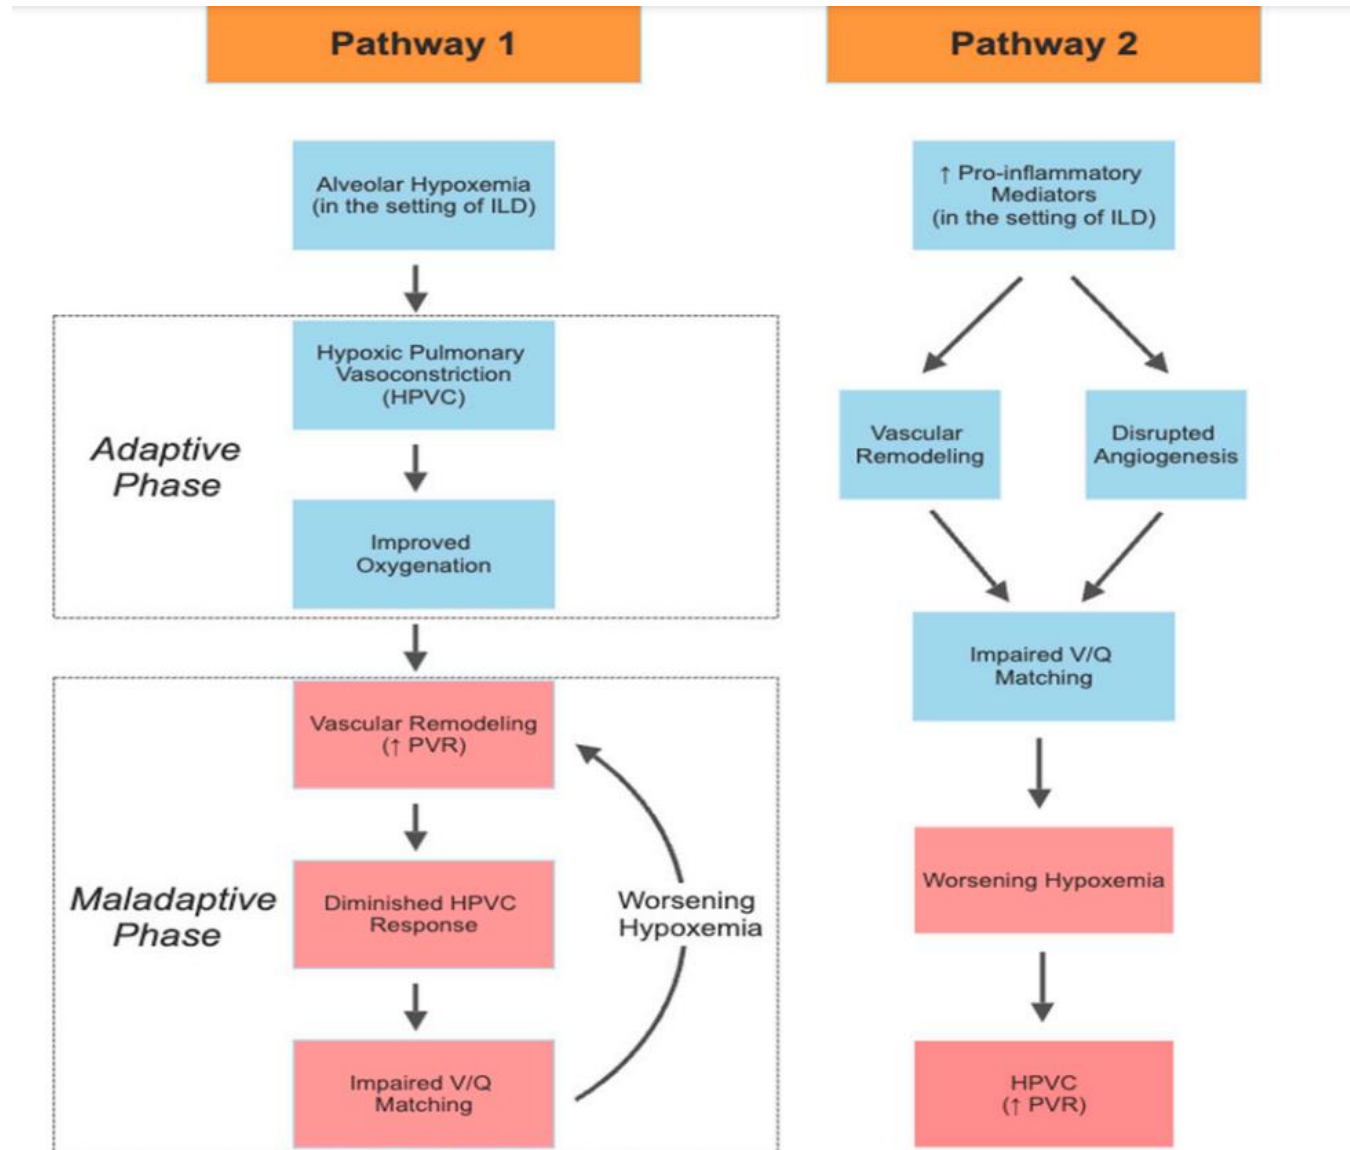 Pathway 1
Alveolar Hypoxemia
(in the setting of ILD)
Adaptive
Phase
Hypoxic Pulmonary
Vasoconstriction
(HPVC)
Improved
Oxygenation
Maladaptive
Phase
Vascular Remodeling
(↑ PVR)
Diminished HPVC
Response
Impaired V/Q
Matching
Worsening
Hypoxemia
Pathway 2
↑ Pro-inflammatory
Mediators
(in the setting of ILD)
Vascular
Remodeling
Disrupted
Angiogenesis
Impaired V/Q
Matching
Worsening Hypoxemia
HPVC
(↑ PVR)